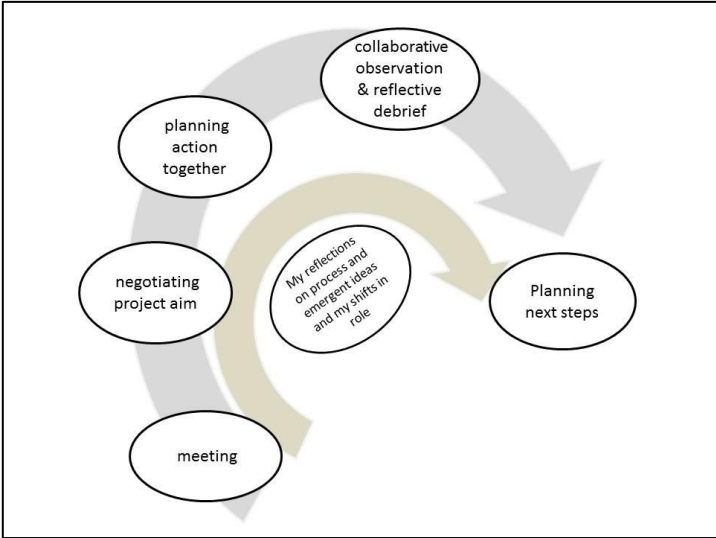 collaborative
observation
& reflective
debrief
planning
action
together
negotiating
project aim
My reflections
on process and
emergent ideas
and my shifts in
role
Planning
next steps
meeting